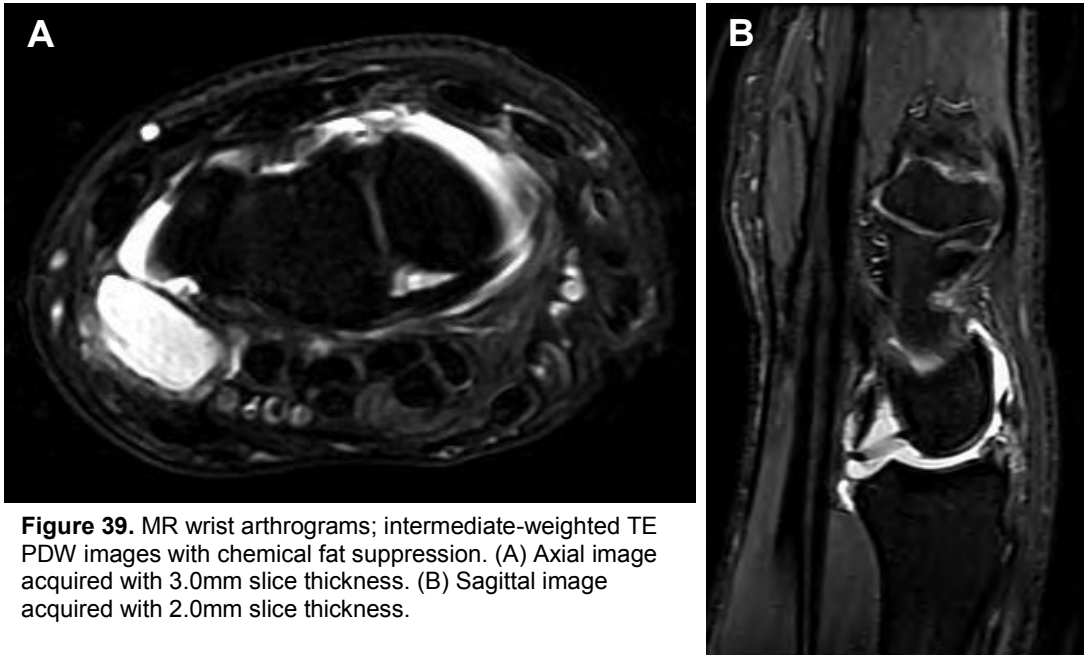 A
B
Figure 39. MR wrist arthrograms; intermediate-weighted TE
PDW images with chemical fat suppression. (A) Axial image
acquired with 3.0mm slice thickness. (B) Sagittal image
acquired with 2.0mm slice thickness.